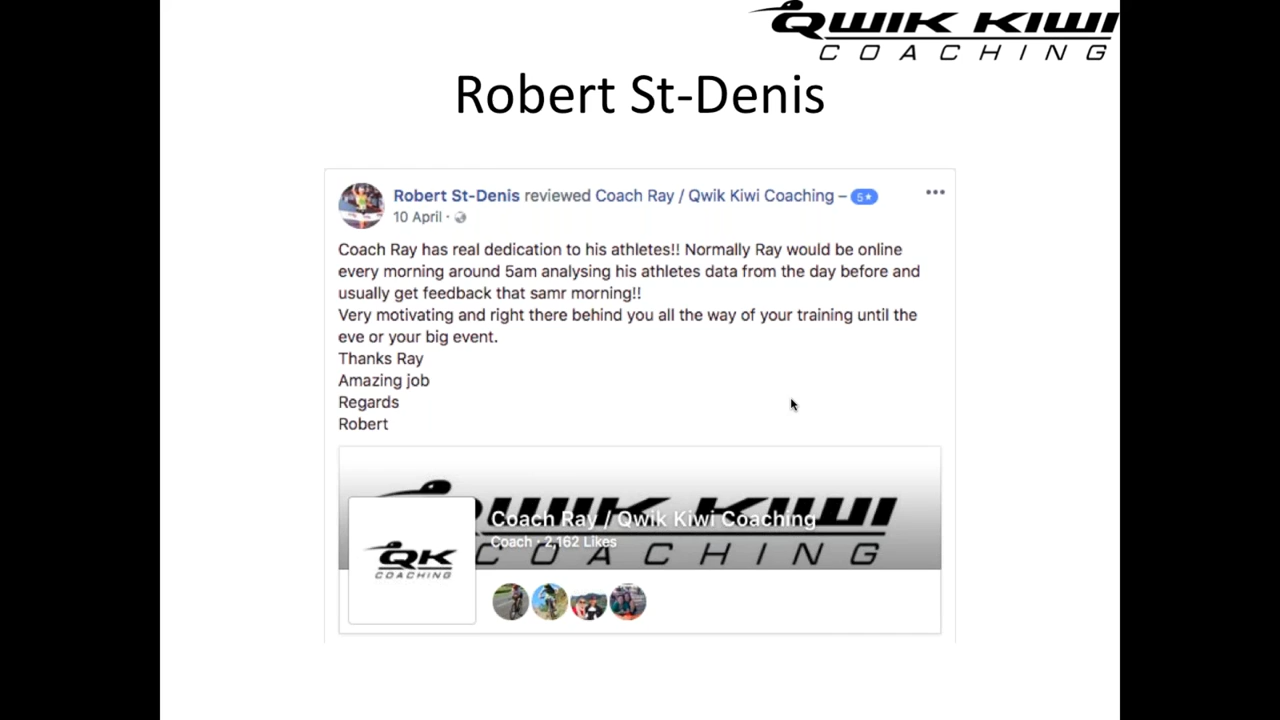 QWIK KIWI
COACHING
Robert St-Denis
Robert St-Denis reviewed Coach Ray / Qwik Kiwi Coaching – 5★
10 April ·
Coach Ray has real dedication to his athletes!! Normally Ray would be online
every morning around 5am analysing his athletes data from the day before and
usually get feedback that samr morning!!
Very motivating and right there behind you all the way of your training until the
eve or your big event.
Thanks Ray
Amazing job
Regards
Robert
QWIK KIWI
COACHING
Coach Ray / Qwik Kiwi Coaching
Coach · 2,162 Likes
QK
COACHING